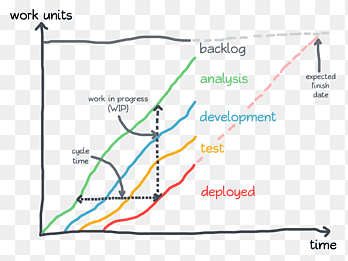 work units
backlog
analysis
expected
finish
date
work in progress
(WIP)
development
cycle
time
test
deployed
time